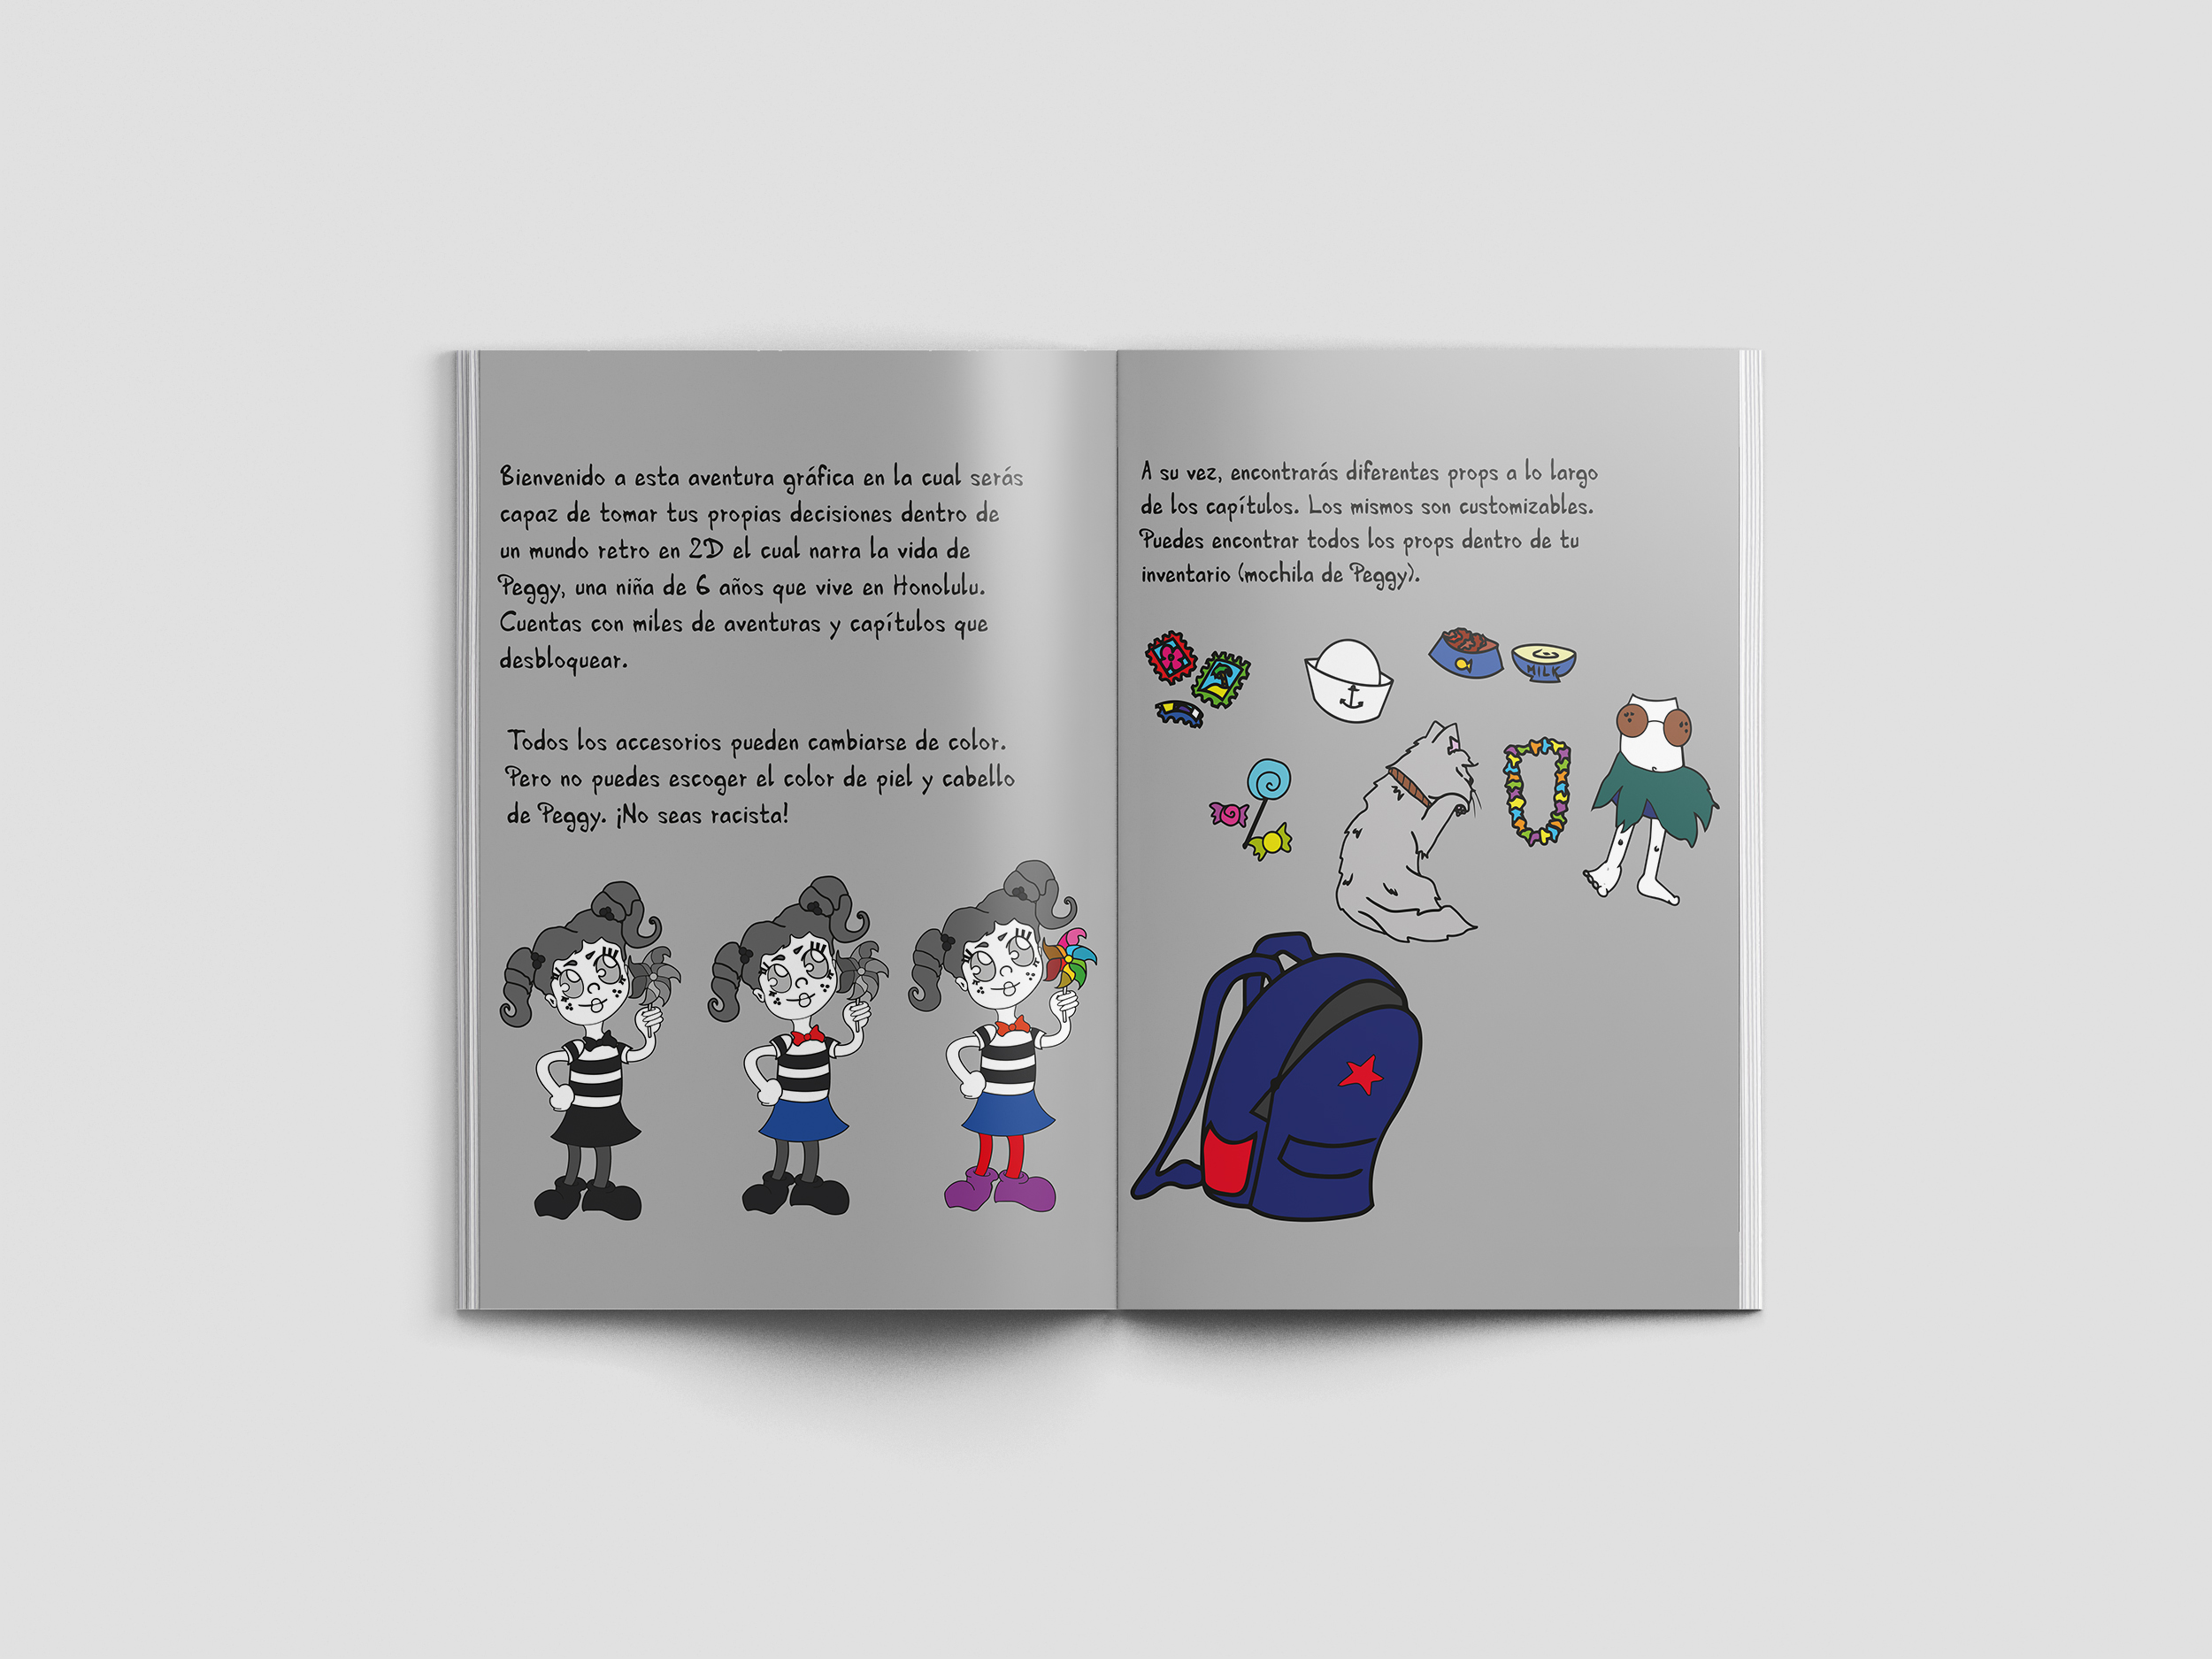 Bienvenido a esta aventura gráfica en la cual serás
capaz de tomar tus propias decisiones dentro de
un mundo retro en 2D el cual narra la vida de
Peggy, una niña de 6 años que vive en Honolulu.
Cuentas con miles de aventuras y capítulos que
desbloquear.
Todos los accesorios pueden cambiarse de color.
Pero no puedes escoger el color de piel y cabello
de Peggy. ¡No seas racista!
A su vez, encontrarás diferentes props a lo largo
de los capítulos. Los mismos son customizables.
Puedes encontrar todos los props dentro de tu
inventario (mochila de Peggy).
MILK